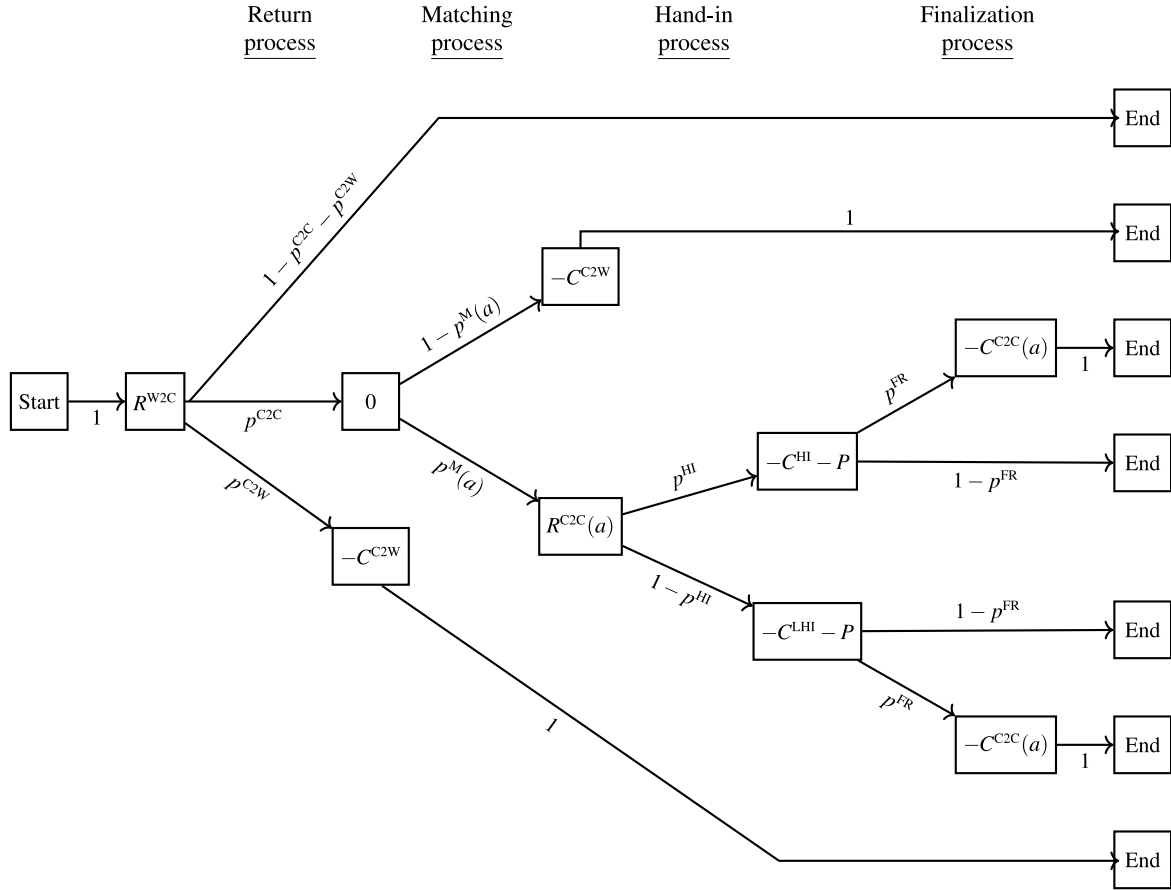 Return process
Matching process
Hand-in process
Finalization process
End
1 − p^C2C − p^C2W
1
End
−C^C2W
1 − p^M(a)
−C^C2C(a)
1
End
p^FR
Start
1
R^W2C
p^C2C
0
p^HI
−C^HI − P
1 − p^FR
End
p^M(a)
p^C2W
R^C2C(a)
−C^C2W
1 − p^HI
−C^LHI − P
1 − p^FR
End
p^FR
1
−C^C2C(a)
1
End
End